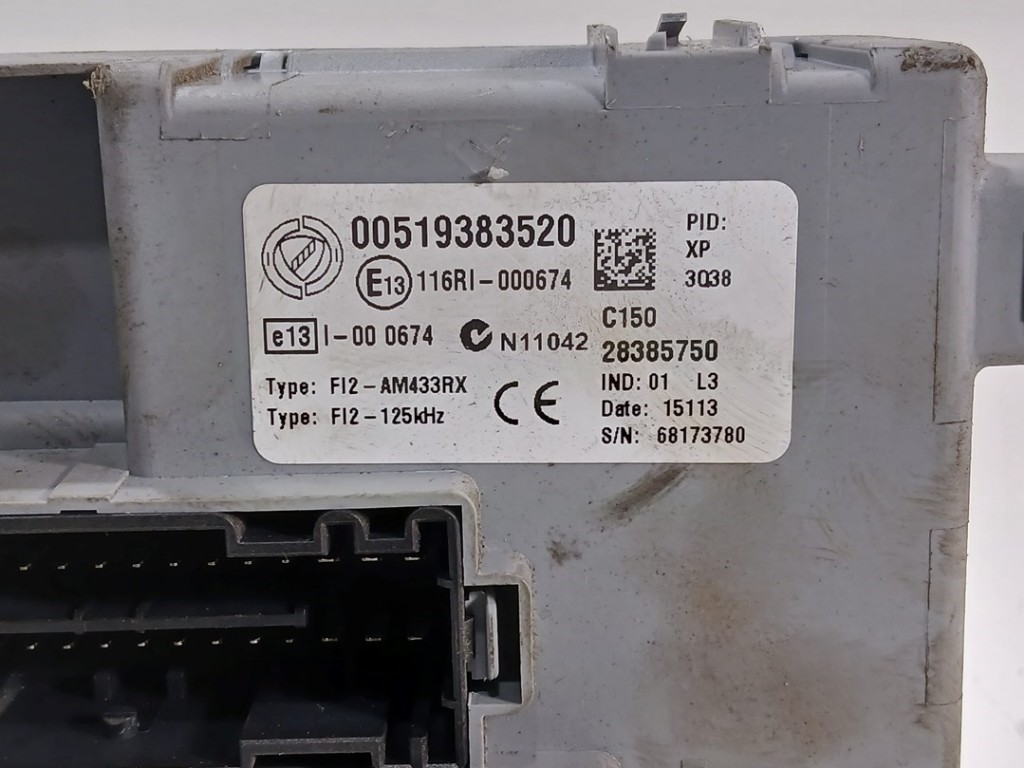 00519383520
E13 116RI-000674
e13 I-00 0674 N11042
Type: FI2-AM433RX
Type: FI2-125kHz
CE
PID:
XP
3038
C150
28385750
IND: 01 L3
Date: 15113
S/N: 68173780